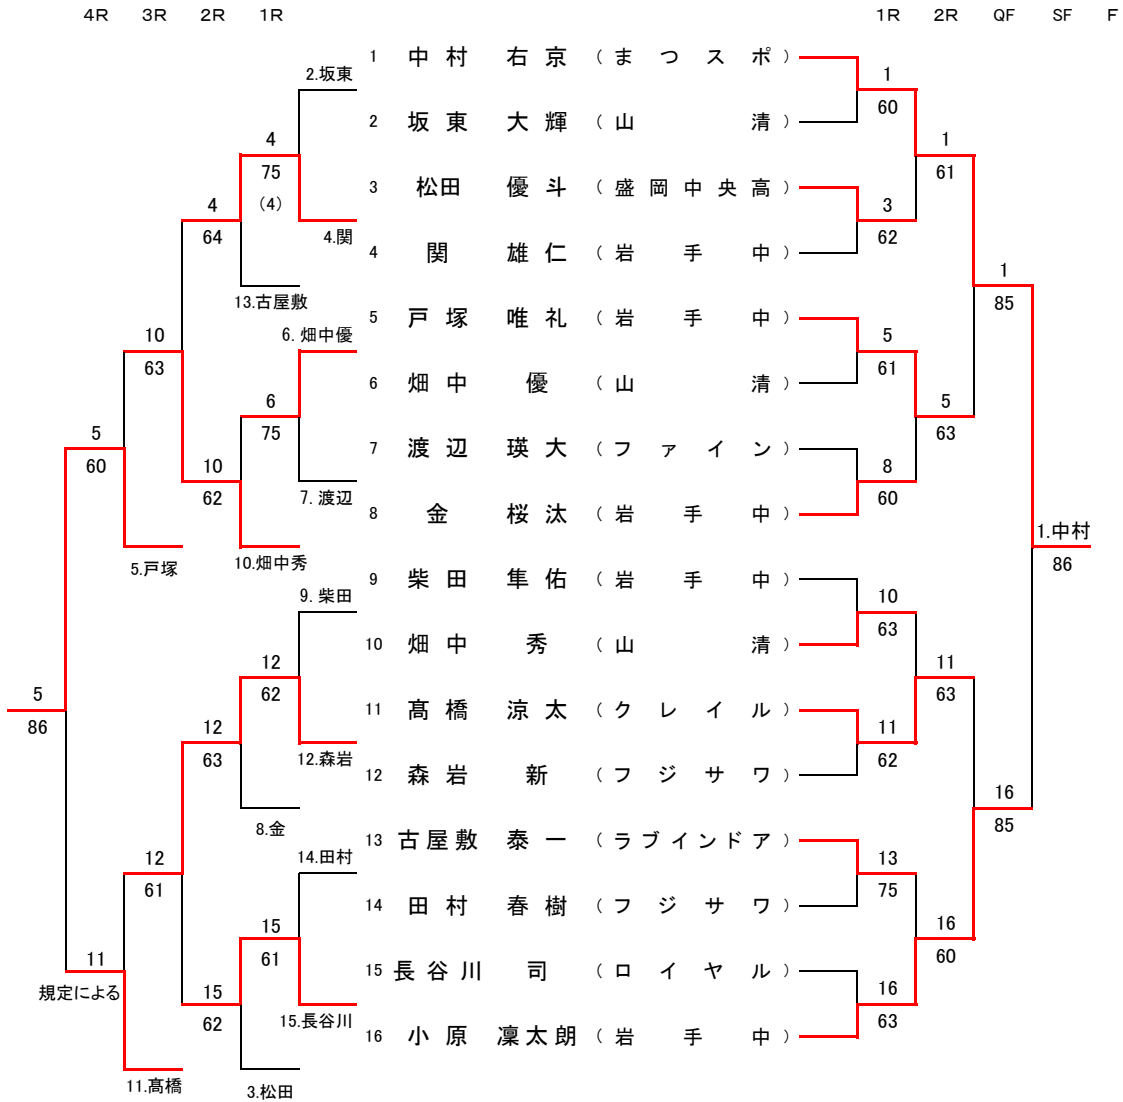 4R 3R 2R 1R 1R 2R QF SF F
1 中村 右京 （まつスポ）
2.坂東 1
60
2 坂東 大輝 （山清）
4 1
75 61
3 松田 優斗 （盛岡中央高）
（4）
4 3
64 4.関 62
4 関 雄仁 （岩手中）
1
13.古屋敷 85
5 戸塚 唯礼 （岩手中）
10 6. 畑中優 5
63 61
6 畑中 優 （山清）
6 5
5 75 63
7 渡辺 瑛大 （ファイン）
60 10 8
62 7. 渡辺 60
8 金 桜汰 （岩手中）
1.中村
5.戸塚 10.畑中秀 86
9 柴田 隼佑 （岩手中）
9. 柴田 10
63
10 畑中 秀 （山清）
12 11
5 62 63
11 髙橋 涼太 （クレイル）
86 12 11
63 12.森岩 62
12 森岩 新 （フジサワ）
16
8.金 85
13 古屋敷 泰一 （ラブインドア）
12 14.田村 13
61 75
14 田村 春樹 （フジサワ）
15 16
11 61 60
15 長谷川 司 （ロイヤル）
規定による 15 16
62 15.長谷川 63
16 小原 凜太朗 （岩手中）
11.髙橋 3.松田